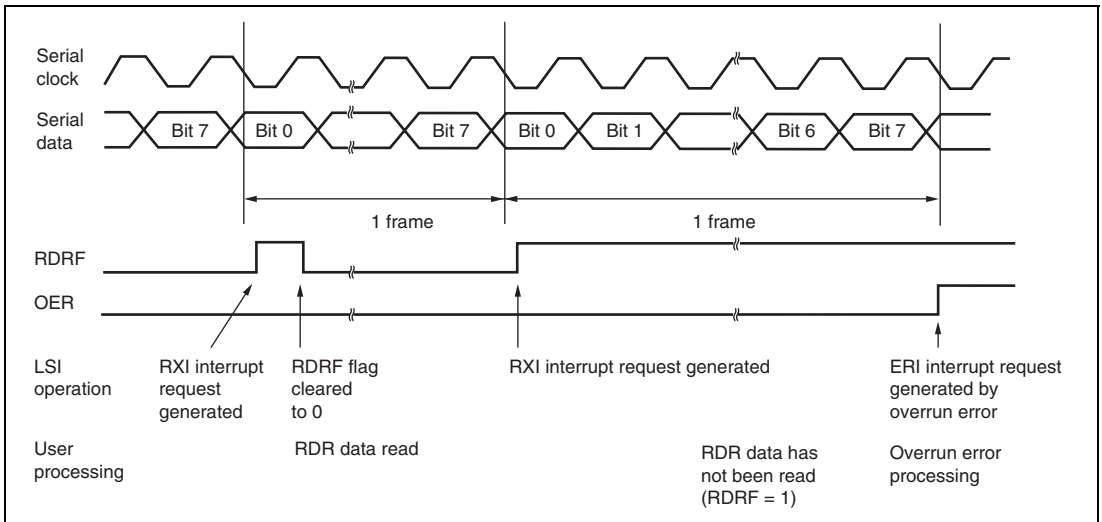 Serial
clock
Serial
data
Bit 7
Bit 0
Bit 7
Bit 0
Bit 1
Bit 6
Bit 7
1 frame
1 frame
RDRF
OER
LSI
operation
RXI interrupt
request
generated
RDRF flag
cleared
to 0
RXI interrupt request generated
ERI interrupt request
generated by
overrun error
User
processing
RDR data read
RDR data has
not been read
(RDRF = 1)
Overrun error
processing